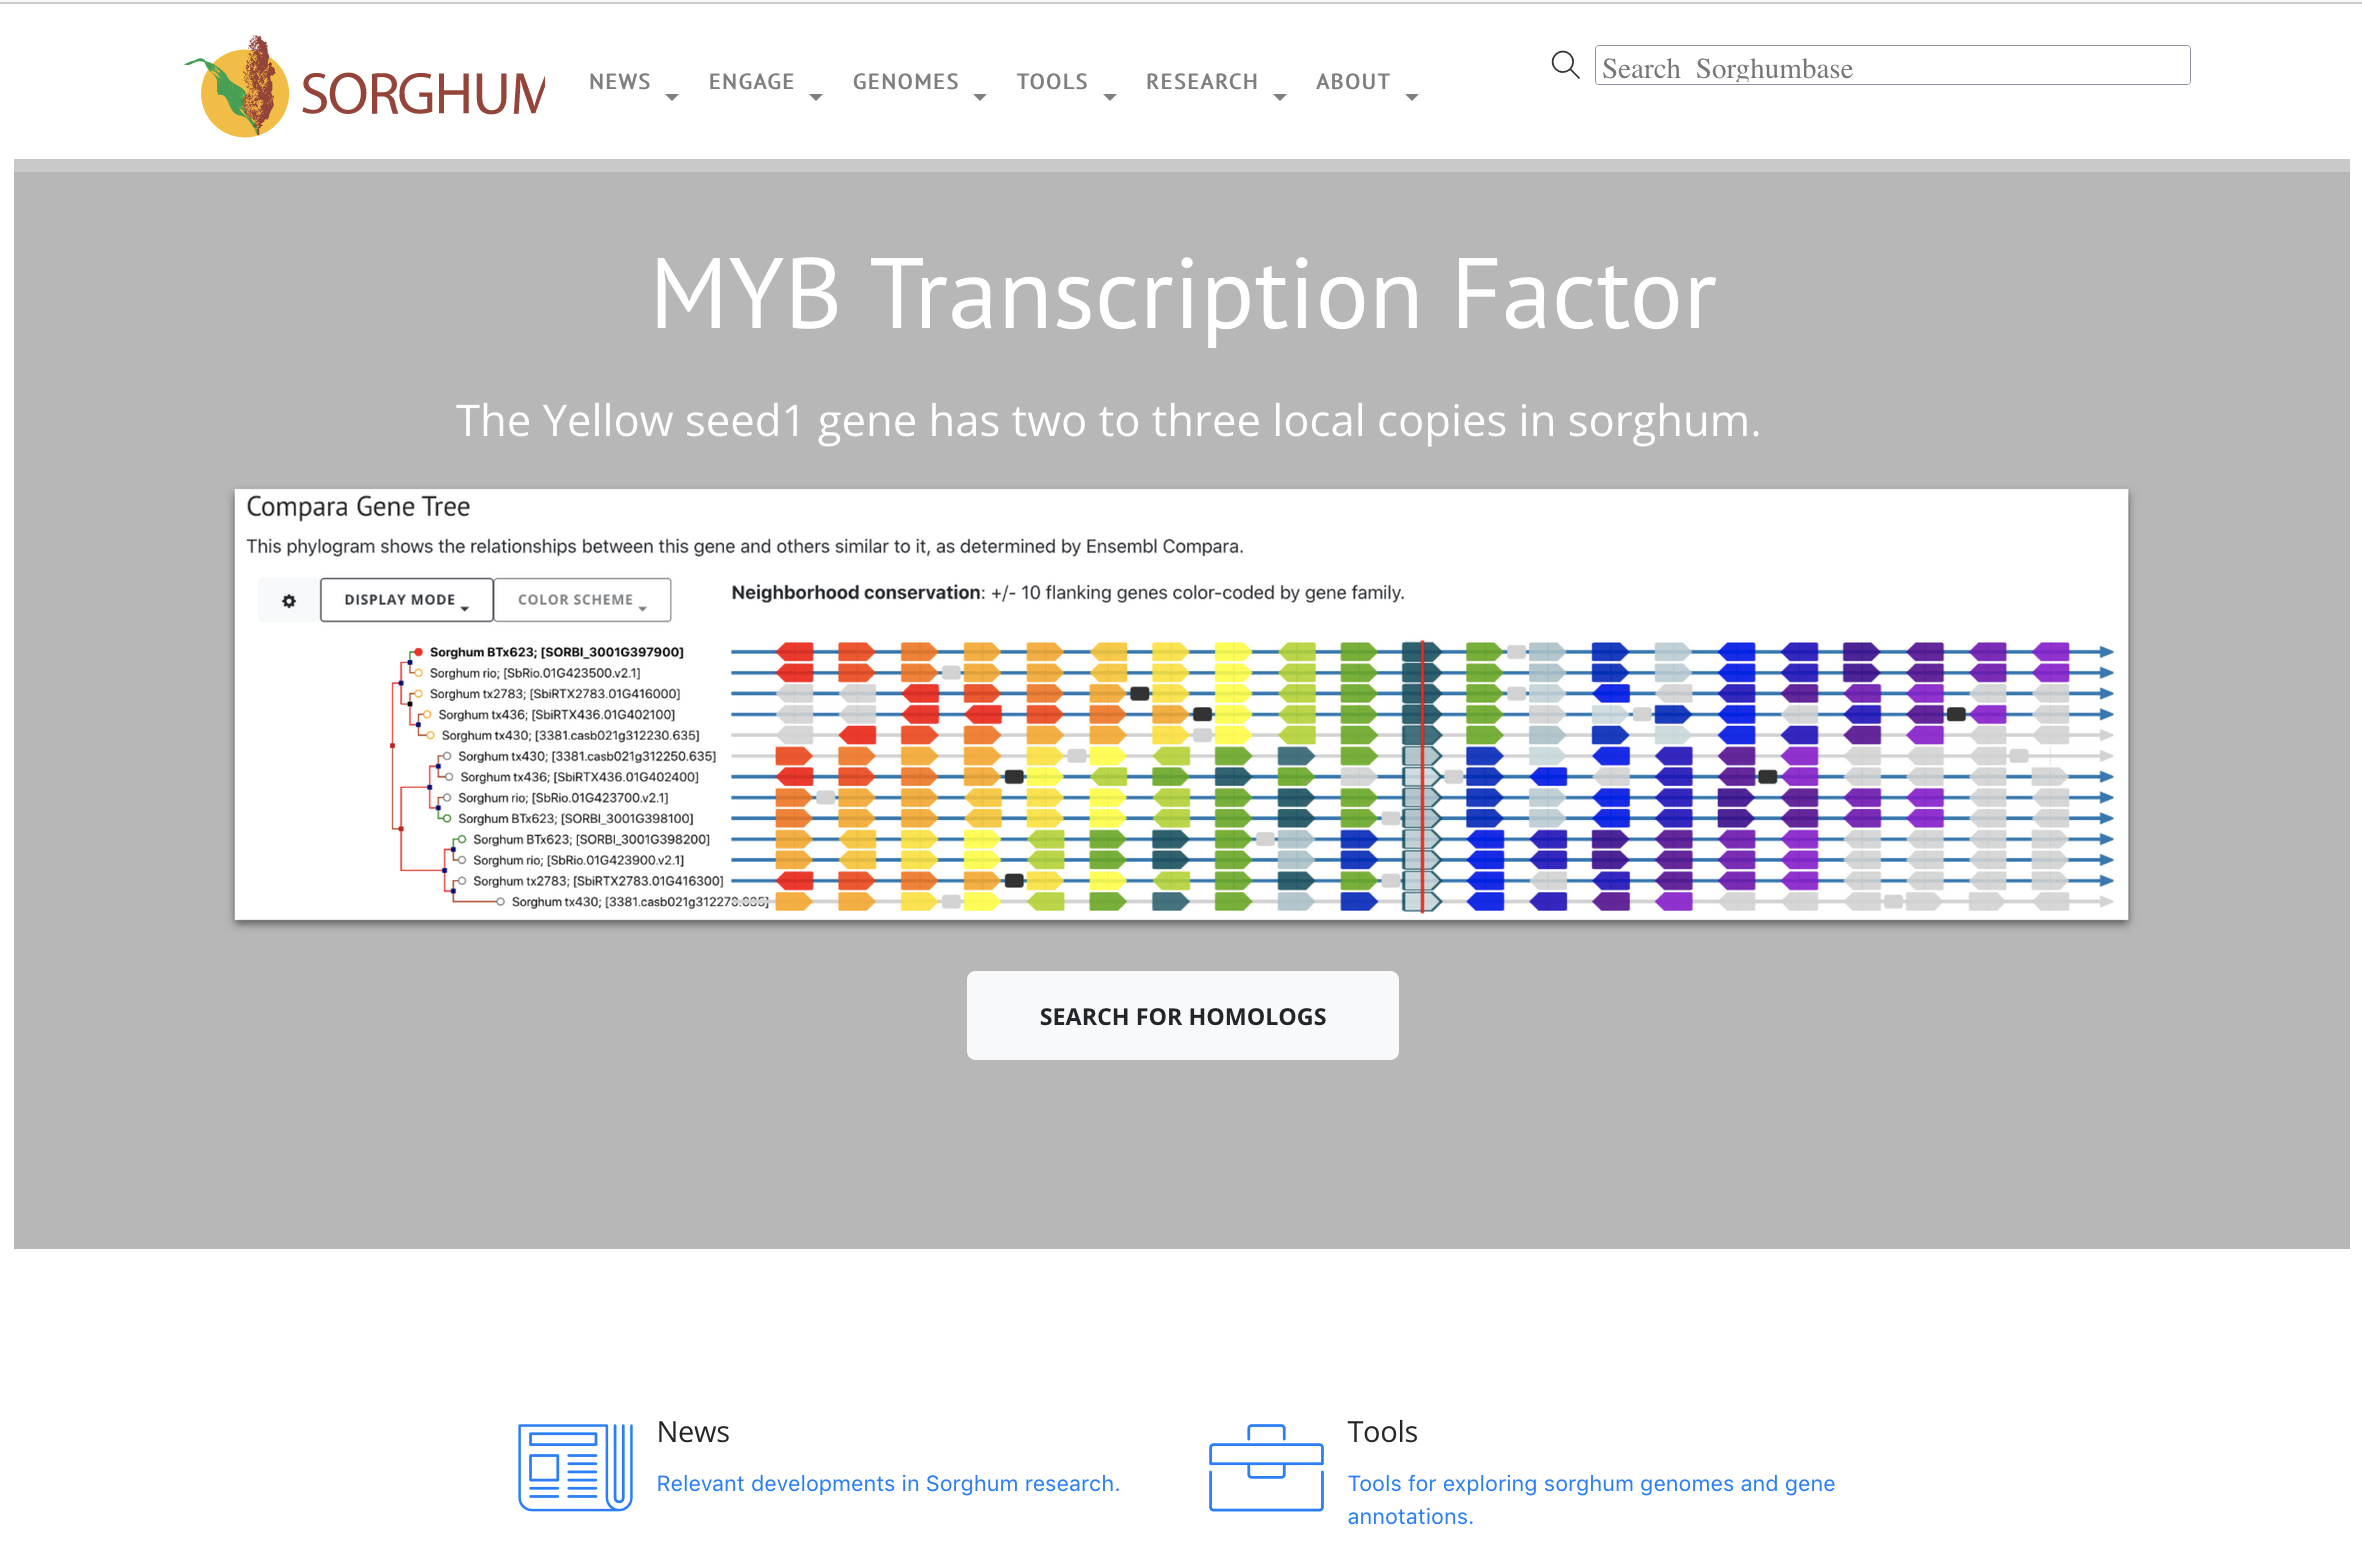 SORGHUM
NEWS ENGAGE GENOMES TOOLS RESEARCH ABOUT
Search Sorghumbase
MYB Transcription Factor
The Yellow seed1 gene has two to three local copies in sorghum.
Compara Gene Tree
This phylogram shows the relationships between this gene and others similar to it, as determined by Ensembl Compara.
DISPLAY MODE COLOR SCHEME
Neighborhood conservation: +/- 10 flanking genes color-coded by gene family.
Sorghum BTx623; [SORBI_3001G397900]
Sorghum rio; [SbRio.01G423500.v2.1]
Sorghum tx2783; [SbiRTX2783.01G416000]
Sorghum tx436; [SbiRTX436.01G402100]
Sorghum tx430; [3381.casb021g312230.635]
Sorghum tx430; [3381.casb021g312250.635]
Sorghum tx436; [SbiRTX436.01G402400]
Sorghum rio; [SbRio.01G423700.v2.1]
Sorghum BTx623; [SORBI_3001G398100]
Sorghum BTx623; [SORBI_3001G398200]
Sorghum rio; [SbRio.01G423900.v2.1]
Sorghum tx2783; [SbiRTX2783.01G416300]
Sorghum tx430; [3381.casb021g312270.635]
SEARCH FOR HOMOLOGS
News
Relevant developments in Sorghum research.
Tools
Tools for exploring sorghum genomes and gene
annotations.